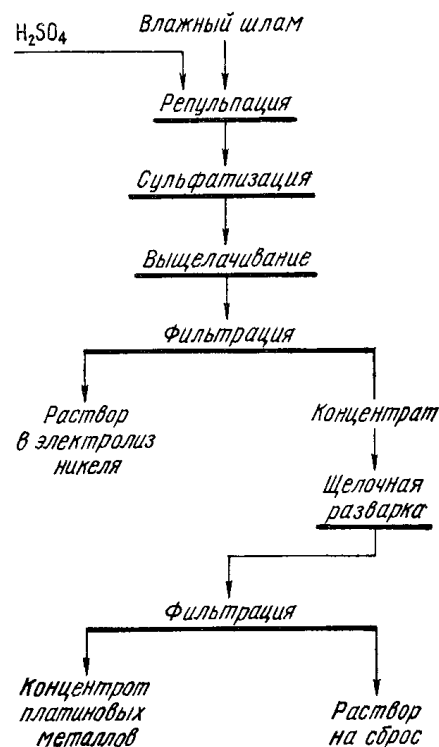 H₂SO₄
Влажный шлам
Репульпация
Сульфатизация
Выщелачивание
Фильтрация
Раствор
в электролиз
никеля
Концентрат
Щелочная
разварка
Фильтрация
Концентрот
платиновых
металлов
Раствор
на сброс